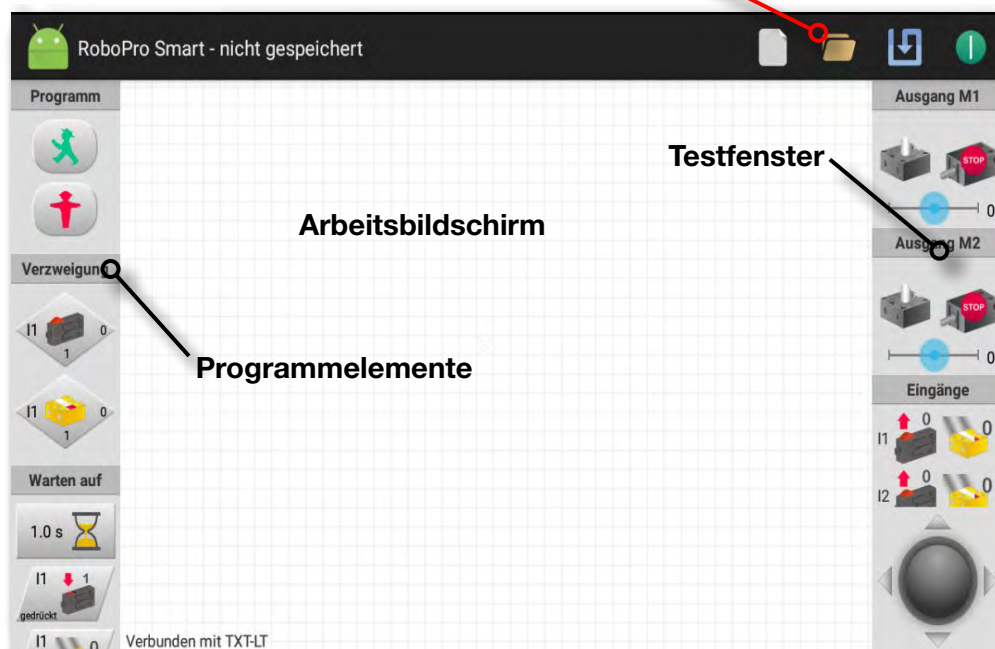 RoboPro Smart - nicht gespeichert
Programm
Ausgang M1
STOP
0
Testfenster
Arbeitsbildschirm
Ausgang M2
Verzweigung
STOP
0
I1 0
1
Programmelemente
Eingänge
I1 0
1
I1 0 0
Warten auf
I2 0 0
1.0 s
I1 1
gedrückt
I1 0
Verbunden mit TXT-LT